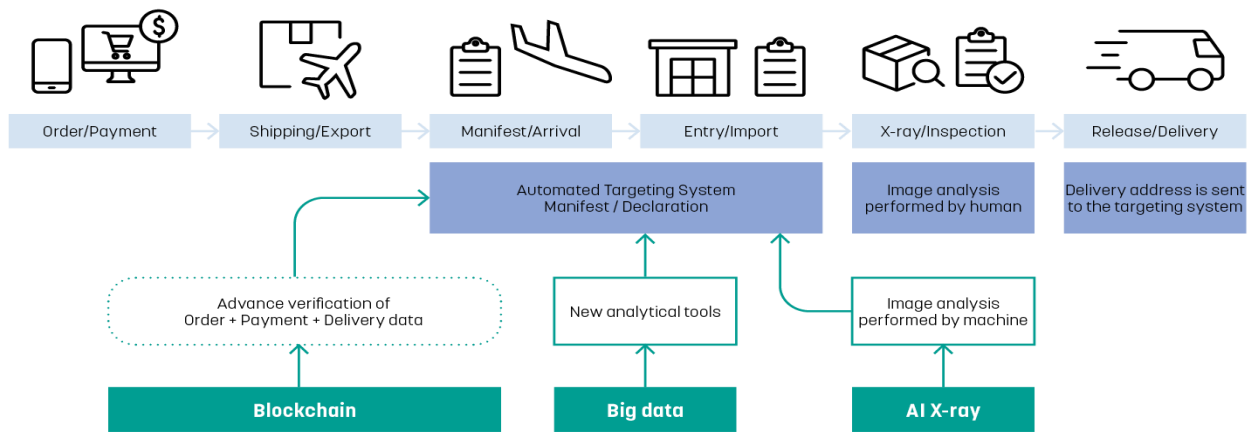 $
Order/Payment
Shipping/Export
Manifest/Arrival
Entry/Import
X-ray/Inspection
Release/Delivery
Automated Targeting System
Manifest / Declaration
Image analysis
performed by human
Delivery address is sent
to the targeting system
Advance verification of
Order + Payment + Delivery data
New analytical tools
Image analysis
performed by machine
Blockchain
Big data
AI X-ray